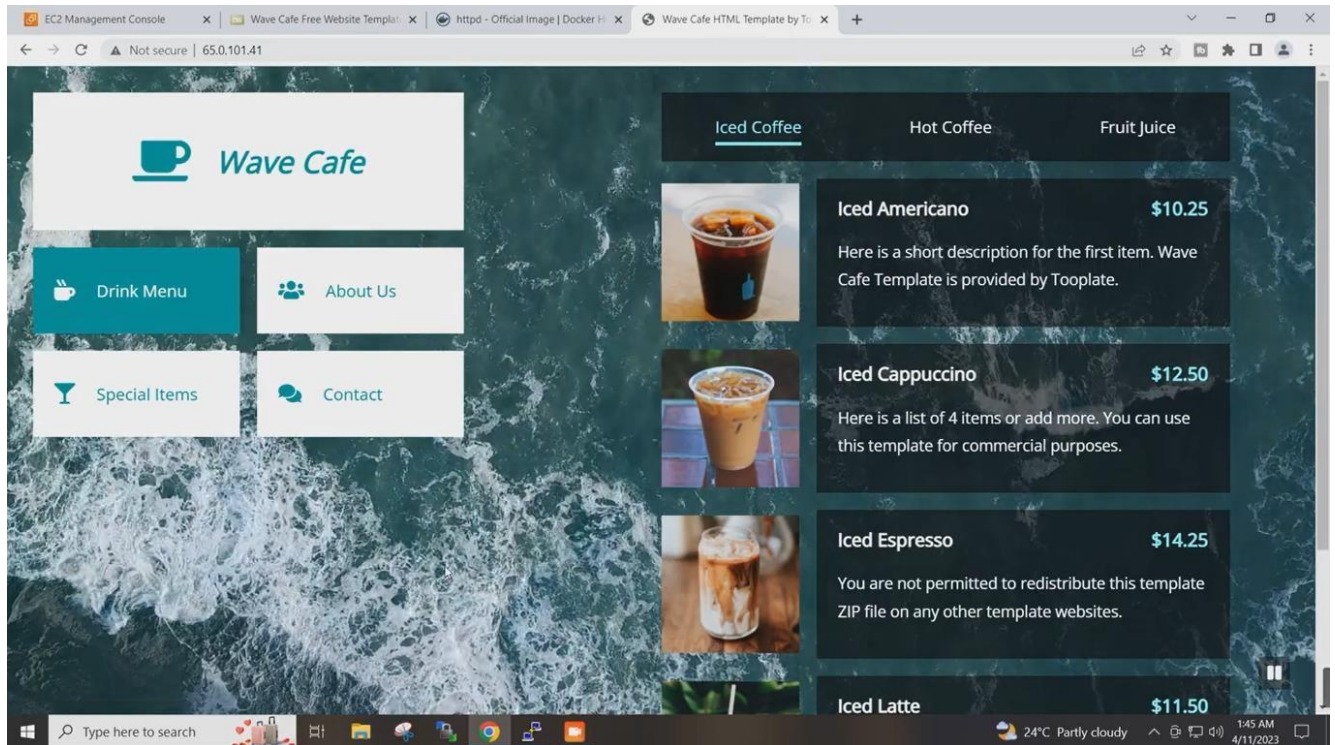 EC2 Management Console
Wave Cafe Free Website Templat
httpd - Official Image | Docker H
Wave Cafe HTML Template by To
Not secure | 65.0.101.41
Wave Cafe
Drink Menu
About Us
Special Items
Contact
Iced Coffee
Hot Coffee
Fruit Juice
Iced Americano
$10.25
Here is a short description for the first item. Wave
Cafe Template is provided by Tooplate.
Iced Cappuccino
$12.50
Here is a list of 4 items or add more. You can use
this template for commercial purposes.
Iced Espresso
$14.25
You are not permitted to redistribute this template
ZIP file on any other template websites.
Iced Latte
$11.50
Type here to search
24°C Partly cloudy
1:45 AM
4/11/2023